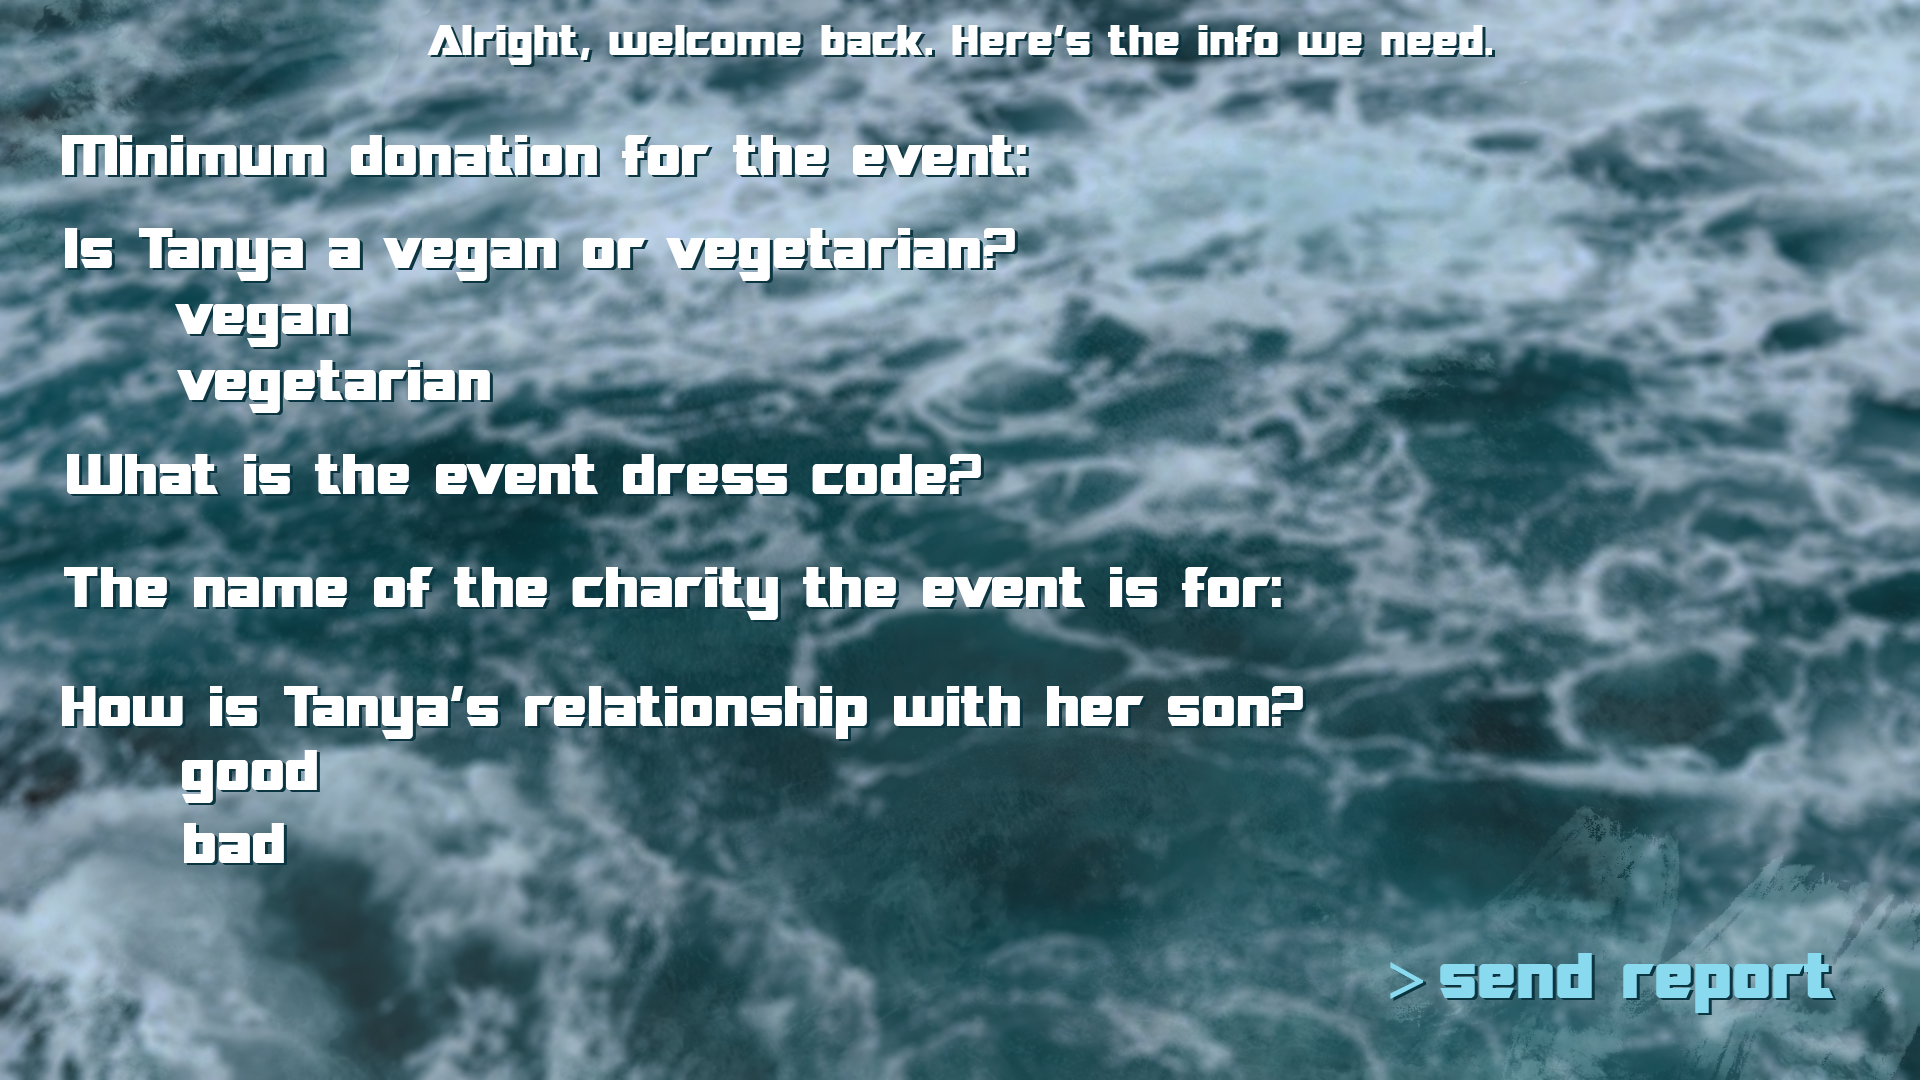 Alright, welcome back. Here's the info we need.
Minimum donation for the event:
Is Tanya a vegan or vegetarian?
vegan
vegetarian
What is the event dress code?
The name of the charity the event is for:
How is Tanya's relationship with her son?
good
bad
> send report